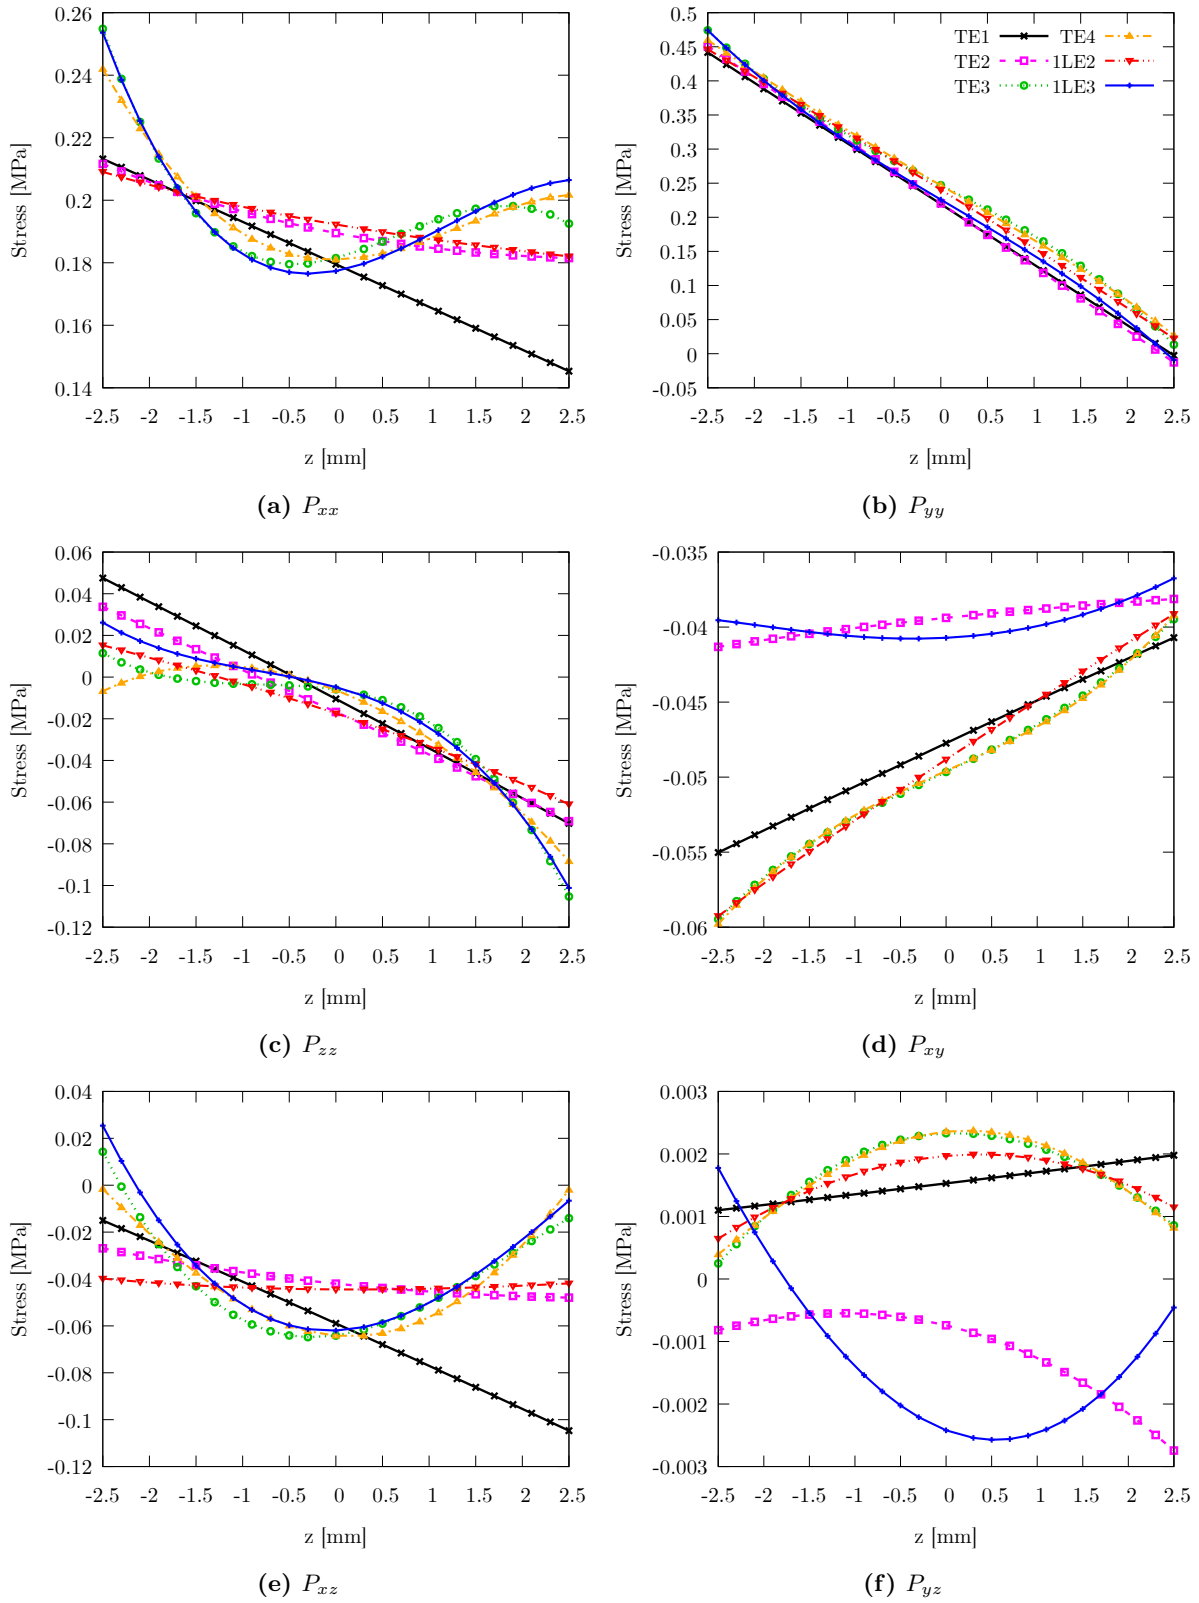 0.26
0.24
0.22
0.2
0.18
0.16
0.14
Stress [MPa]
-2.5 -2 -1.5 -1 -0.5 0 0.5 1 1.5 2 2.5
z [mm]
(a) Pxx
0.5
0.45
0.4
0.35
0.3
0.25
0.2
0.15
0.1
0.05
0
-0.05
Stress [MPa]
TE1 TE4
TE2 1LE2
TE3 1LE3
-2.5 -2 -1.5 -1 -0.5 0 0.5 1 1.5 2 2.5
z [mm]
(b) Pyy
0.06
0.04
0.02
0
-0.02
-0.04
-0.06
-0.08
-0.1
-0.12
Stress [MPa]
-2.5 -2 -1.5 -1 -0.5 0 0.5 1 1.5 2 2.5
z [mm]
(c) Pzz
-0.035
-0.04
-0.045
-0.05
-0.055
-0.06
Stress [MPa]
-2.5 -2 -1.5 -1 -0.5 0 0.5 1 1.5 2 2.5
z [mm]
(d) Pxy
0.04
0.02
0
-0.02
-0.04
-0.06
-0.08
-0.1
-0.12
Stress [MPa]
-2.5 -2 -1.5 -1 -0.5 0 0.5 1 1.5 2 2.5
z [mm]
(e) Pxz
0.003
0.002
0.001
0
-0.001
-0.002
-0.003
Stress [MPa]
-2.5 -2 -1.5 -1 -0.5 0 0.5 1 1.5 2 2.5
z [mm]
(f) Pyz